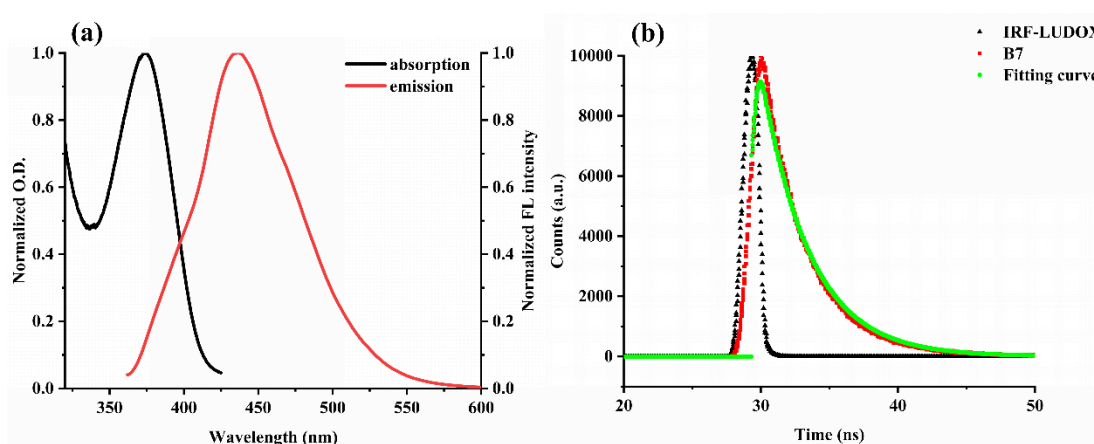 (a)
absorption
emission
Normalized O.D.
1.0
0.8
0.6
0.4
0.2
0.0
350
400
450
500
550
600
Wavelength (nm)
1.0
0.8
0.6
0.4
0.2
0.0
Normalized FL intensity
(b)
IRF-LUDOX
B7
Fitting curve
Counts (a.u.)
10000
8000
6000
4000
2000
0
20
30
40
50
Time (ns)